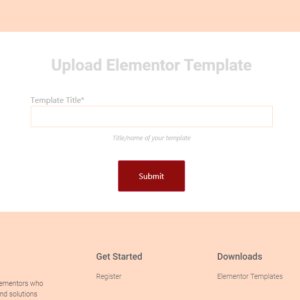 Upload Elementor Template
Template Title*
Title/name of your template
Submit
Get Started
Downloads
Register
Elementor Templates
ementors who
nd solutions